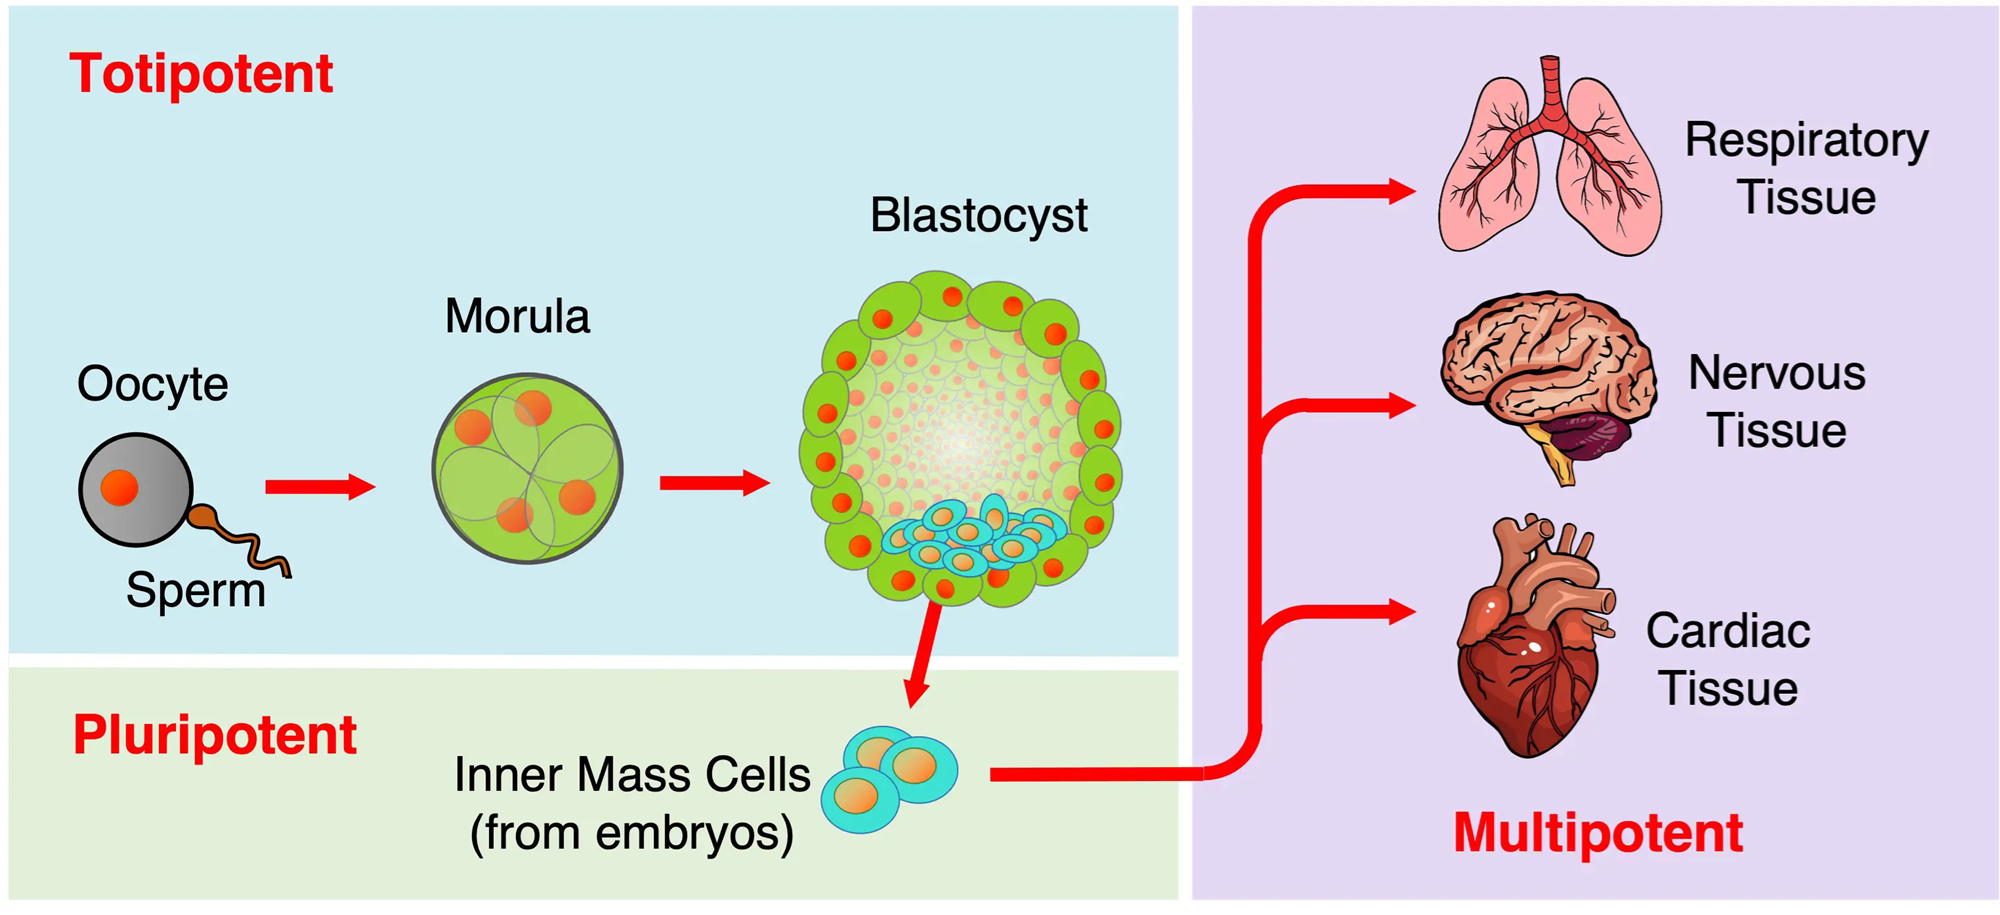 Totipotent
Oocyte
Sperm
Morula
Blastocyst
Pluripotent
Inner Mass Cells
(from embryos)
Respiratory
Tissue
Nervous
Tissue
Cardiac
Tissue
Multipotent